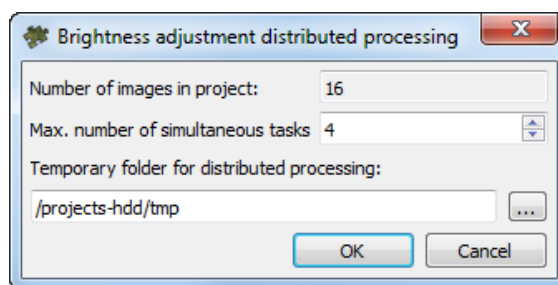 Brightness adjustment distributed processing
Number of images in project: 16
Max. number of simultaneous tasks 4
Temporary folder for distributed processing:
/projects-hdd/tmp ...
OK Cancel